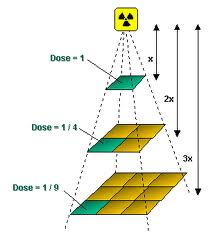 x
Dose = 1
2x
Dose = 1 / 4
3x
Dose = 1 / 9